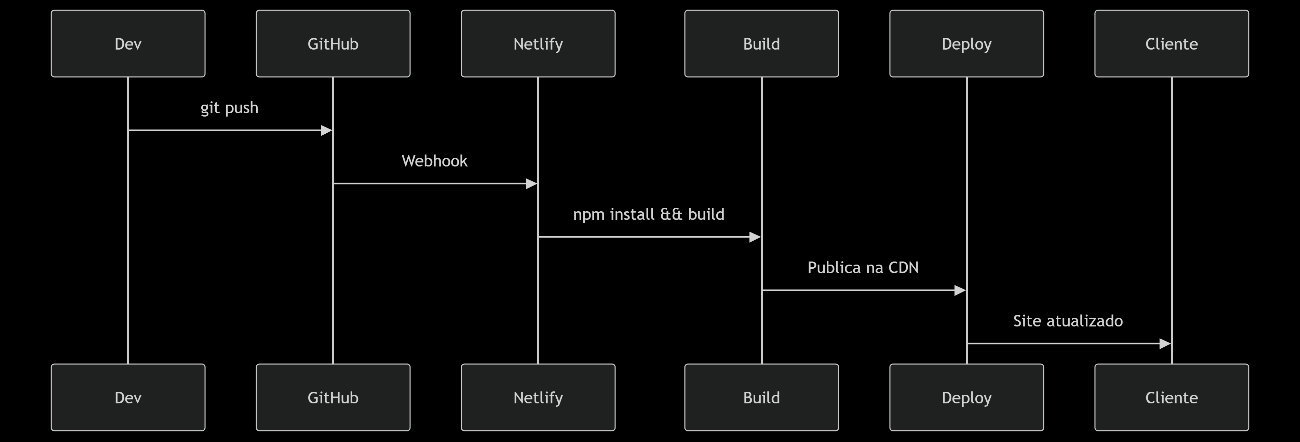 Dev
GitHub
Netlify
Build
Deploy
Cliente
git push
Webhook
npm install && build
Publica na CDN
Site atualizado
Dev
GitHub
Netlify
Build
Deploy
Cliente